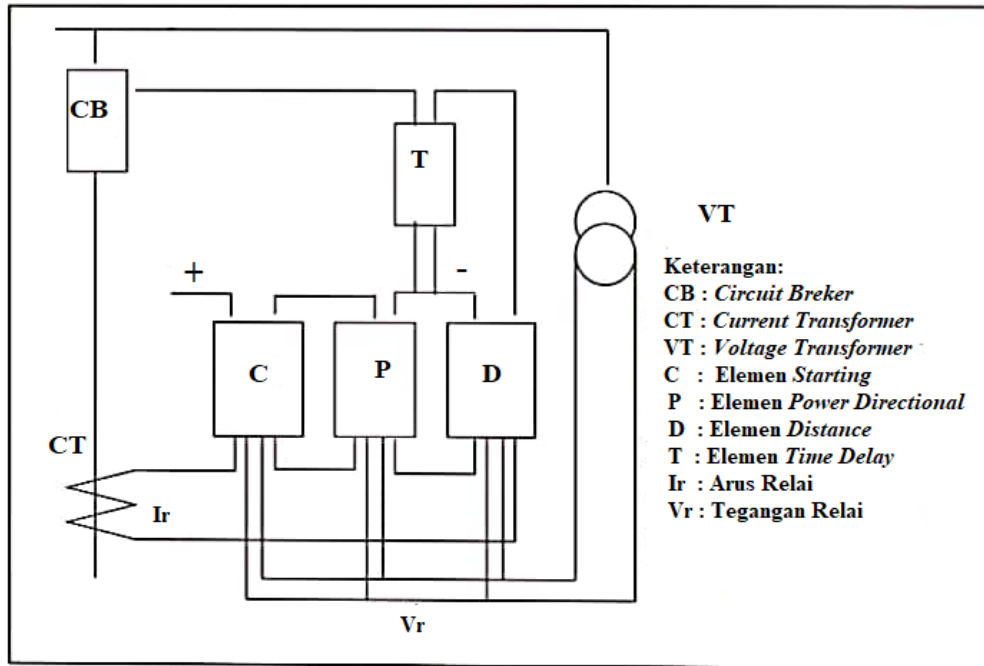 CB
T
VT
+
-
C
P
D
CT
Ir
Vr
Keterangan:
CB : Circuit Breker
CT : Current Transformer
VT : Voltage Transformer
C : Elemen Starting
P : Elemen Power Directional
D : Elemen Distance
T : Elemen Time Delay
Ir : Arus Relai
Vr : Tegangan Relai